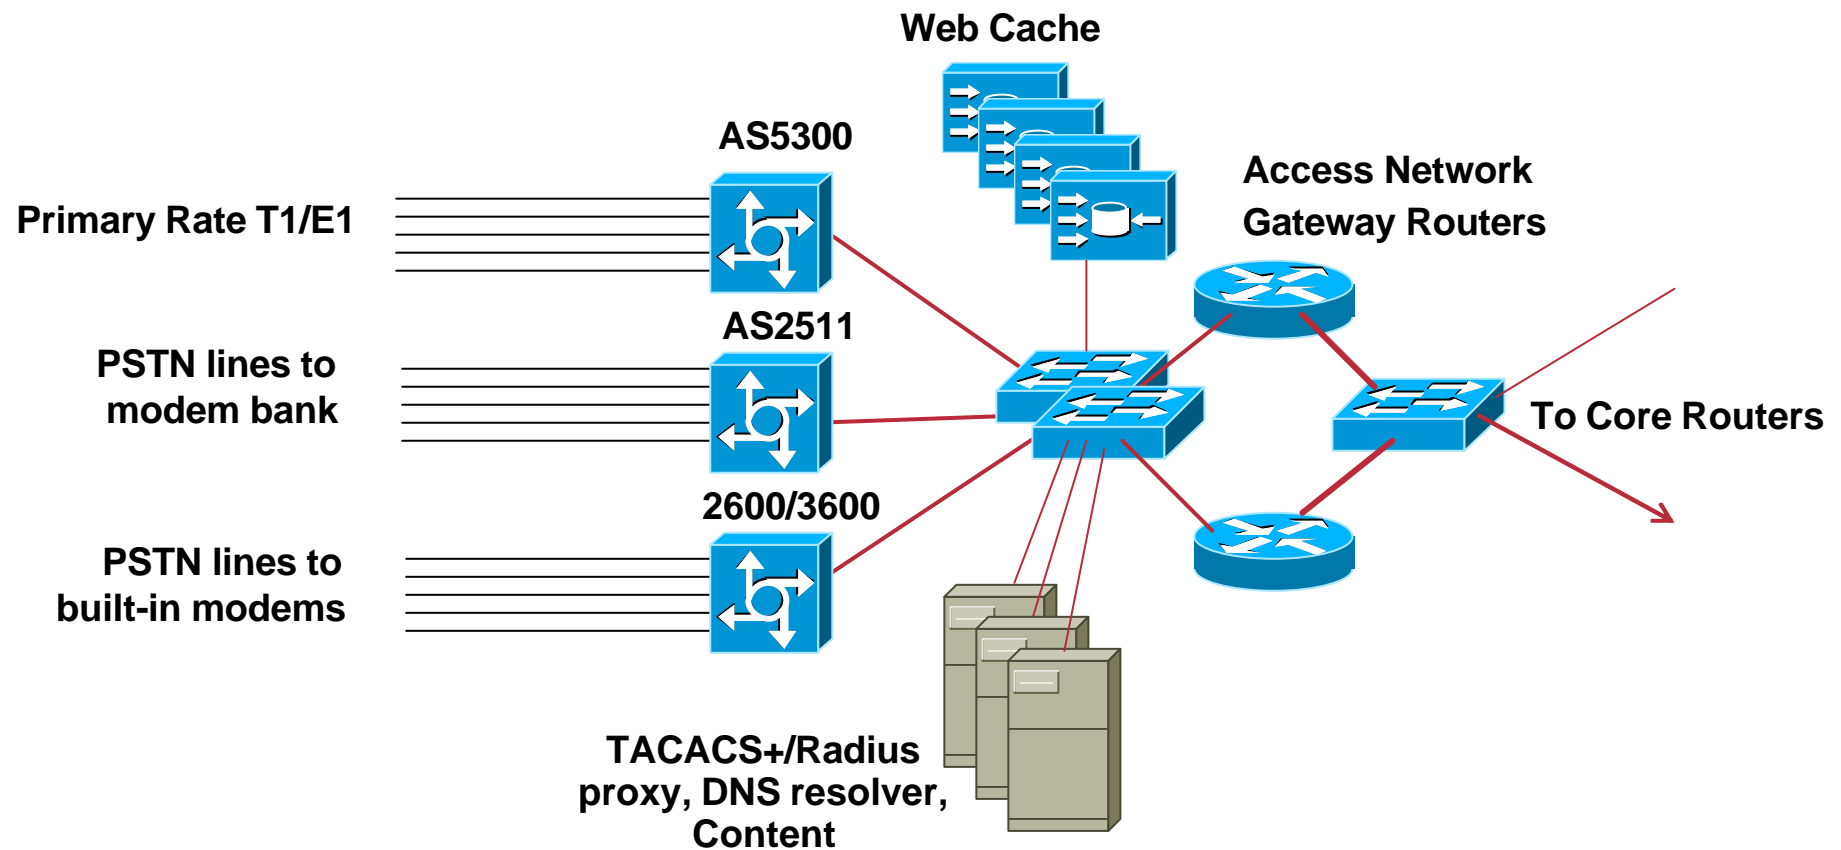 Web Cache
AS5300
Access Network
Gateway Routers
Primary Rate T1/E1
AS2511
PSTN lines to
modem bank
To Core Routers
2600/3600
PSTN lines to
built-in modems
TACACS+/Radius
proxy, DNS resolver,
Content